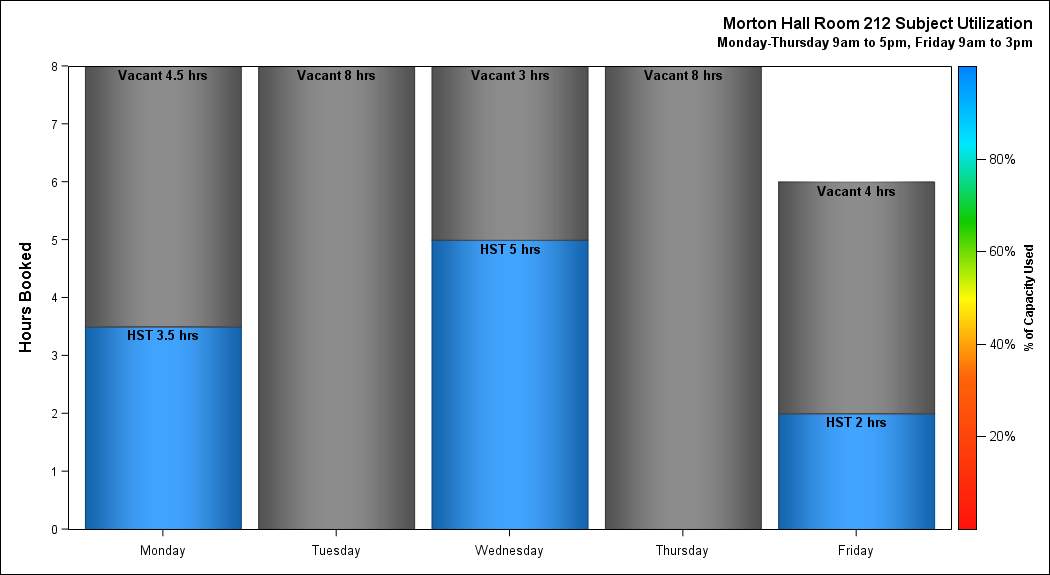 Morton Hall Room 212 Subject Utilization
Monday-Thursday 9am to 5pm, Friday 9am to 3pm
Hours Booked
8
7
6
5
4
3
2
1
0
Vacant 4.5 hrs
HST 3.5 hrs
Vacant 8 hrs
Vacant 3 hrs
HST 5 hrs
Vacant 8 hrs
Vacant 4 hrs
HST 2 hrs
Monday
Tuesday
Wednesday
Thursday
Friday
80%
60%
40%
20%
% of Capacity Used